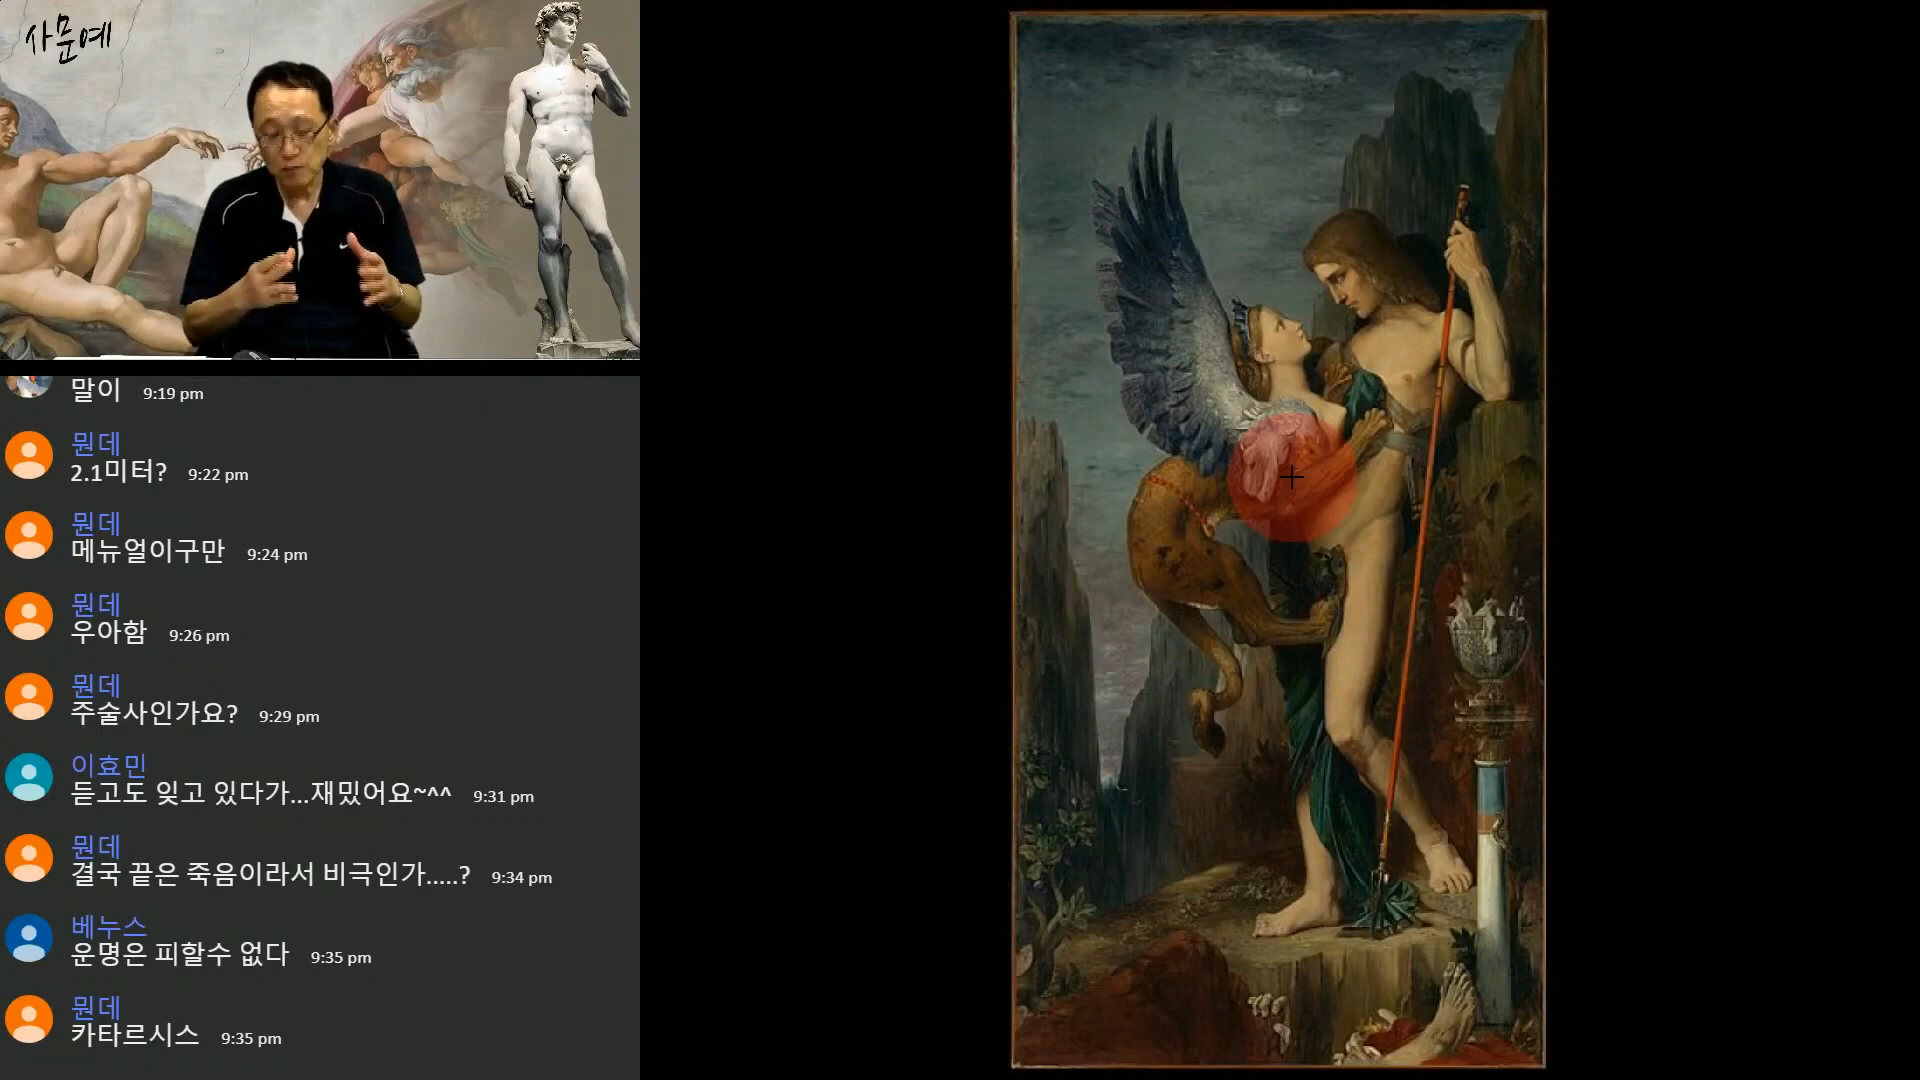 사문예
말이 9:19 pm
뭔데
2.1미터? 9:22 pm
뭔데
메뉴얼이구만 9:24 pm
뭔데
우아함 9:26 pm
뭔데
주술사인가요? 9:29 pm
이효민
듣고도 잊고 있다가...재밌어요~^^ 9:31 pm
뭔데
결국 끝은 죽음이라서 비극인가.....? 9:34 pm
베누스
운명은 피할수 없다 9:35 pm
뭔데
카타르시스 9:35 pm